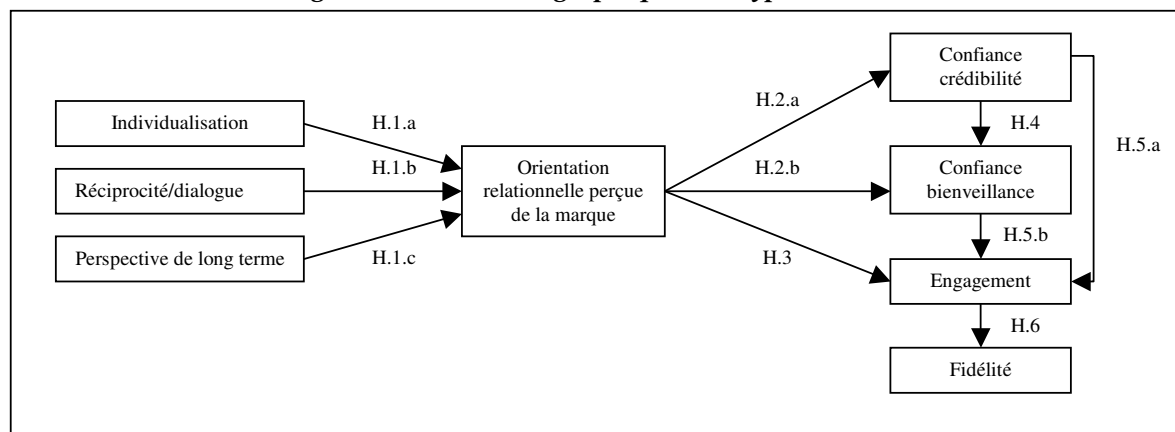 Individualisation
Réciprocité/dialogue
Perspective de long terme
H.1.a
H.1.b
H.1.c
Orientation
relationnelle perçue
de la marque
H.2.a
H.2.b
H.3
Confiance
crédibilité
H.4
H.5.a
Confiance
bienveillance
H.5.b
Engagement
H.6
Fidélité